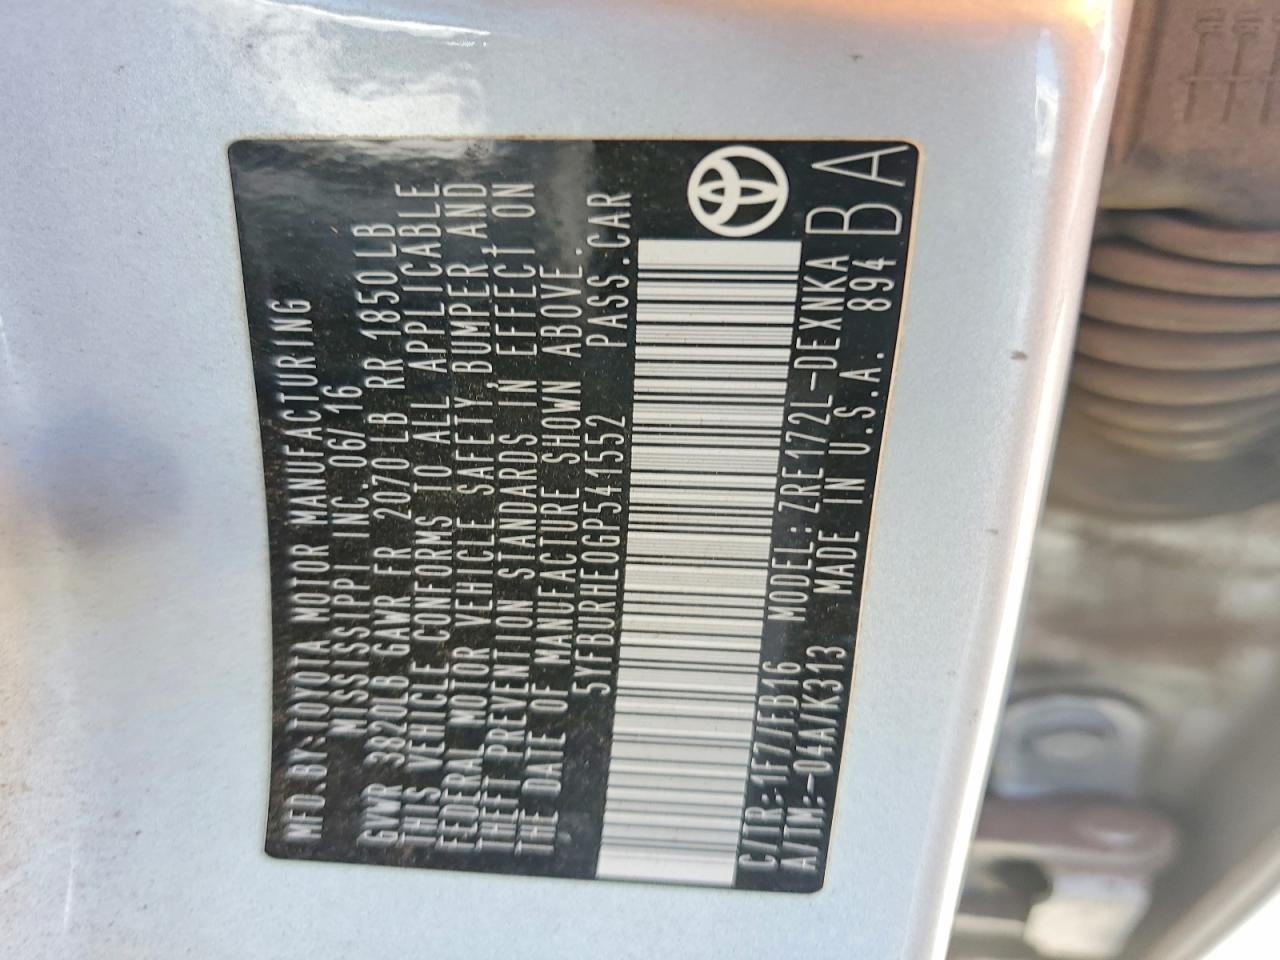 MFD.BY:TOYOTA MOTOR MANUFACTURING
MISSISSIPPI INC. 06/16
GVWR 3820LB GAWR FR 2070LB RR 1850LB
THIS VEHICLE CONFORMS TO ALL APPLICABLE
FEDERAL MOTOR VEHICLE SAFETY,BUMPER,AND
THEFT PREVENTION STANDARDS IN EFFECT ON
THE DATE OF MANUFACTURE SHOWN ABOVE.
5YFBURHE0GP541552 PASS.CAR
C/TR:1F7/FB16 MODEL:ZRE172L-DEXNKA BA
A/TM:-04A/K313 MADE IN U.S.A. 894